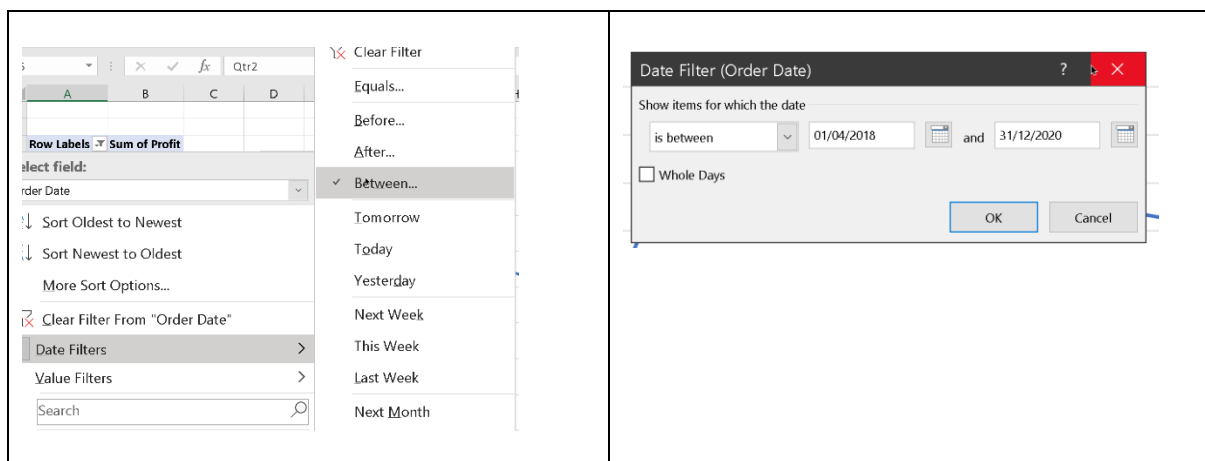 Clear Filter
fx Qtr2
Equals...
A B C D
Before...
Row Labels Sum of Profit
After...
elect field:
Between...
rder Date
Tomorrow
Sort Oldest to Newest
Today
Sort Newest to Oldest
Yesterday
More Sort Options...
Next Week
Clear Filter From "Order Date"
This Week
Date Filters
Last Week
Value Filters
Next Month
Search
Date Filter (Order Date) ?
Show items for which the date
is between 01/04/2018 and 31/12/2020
Whole Days
OK Cancel